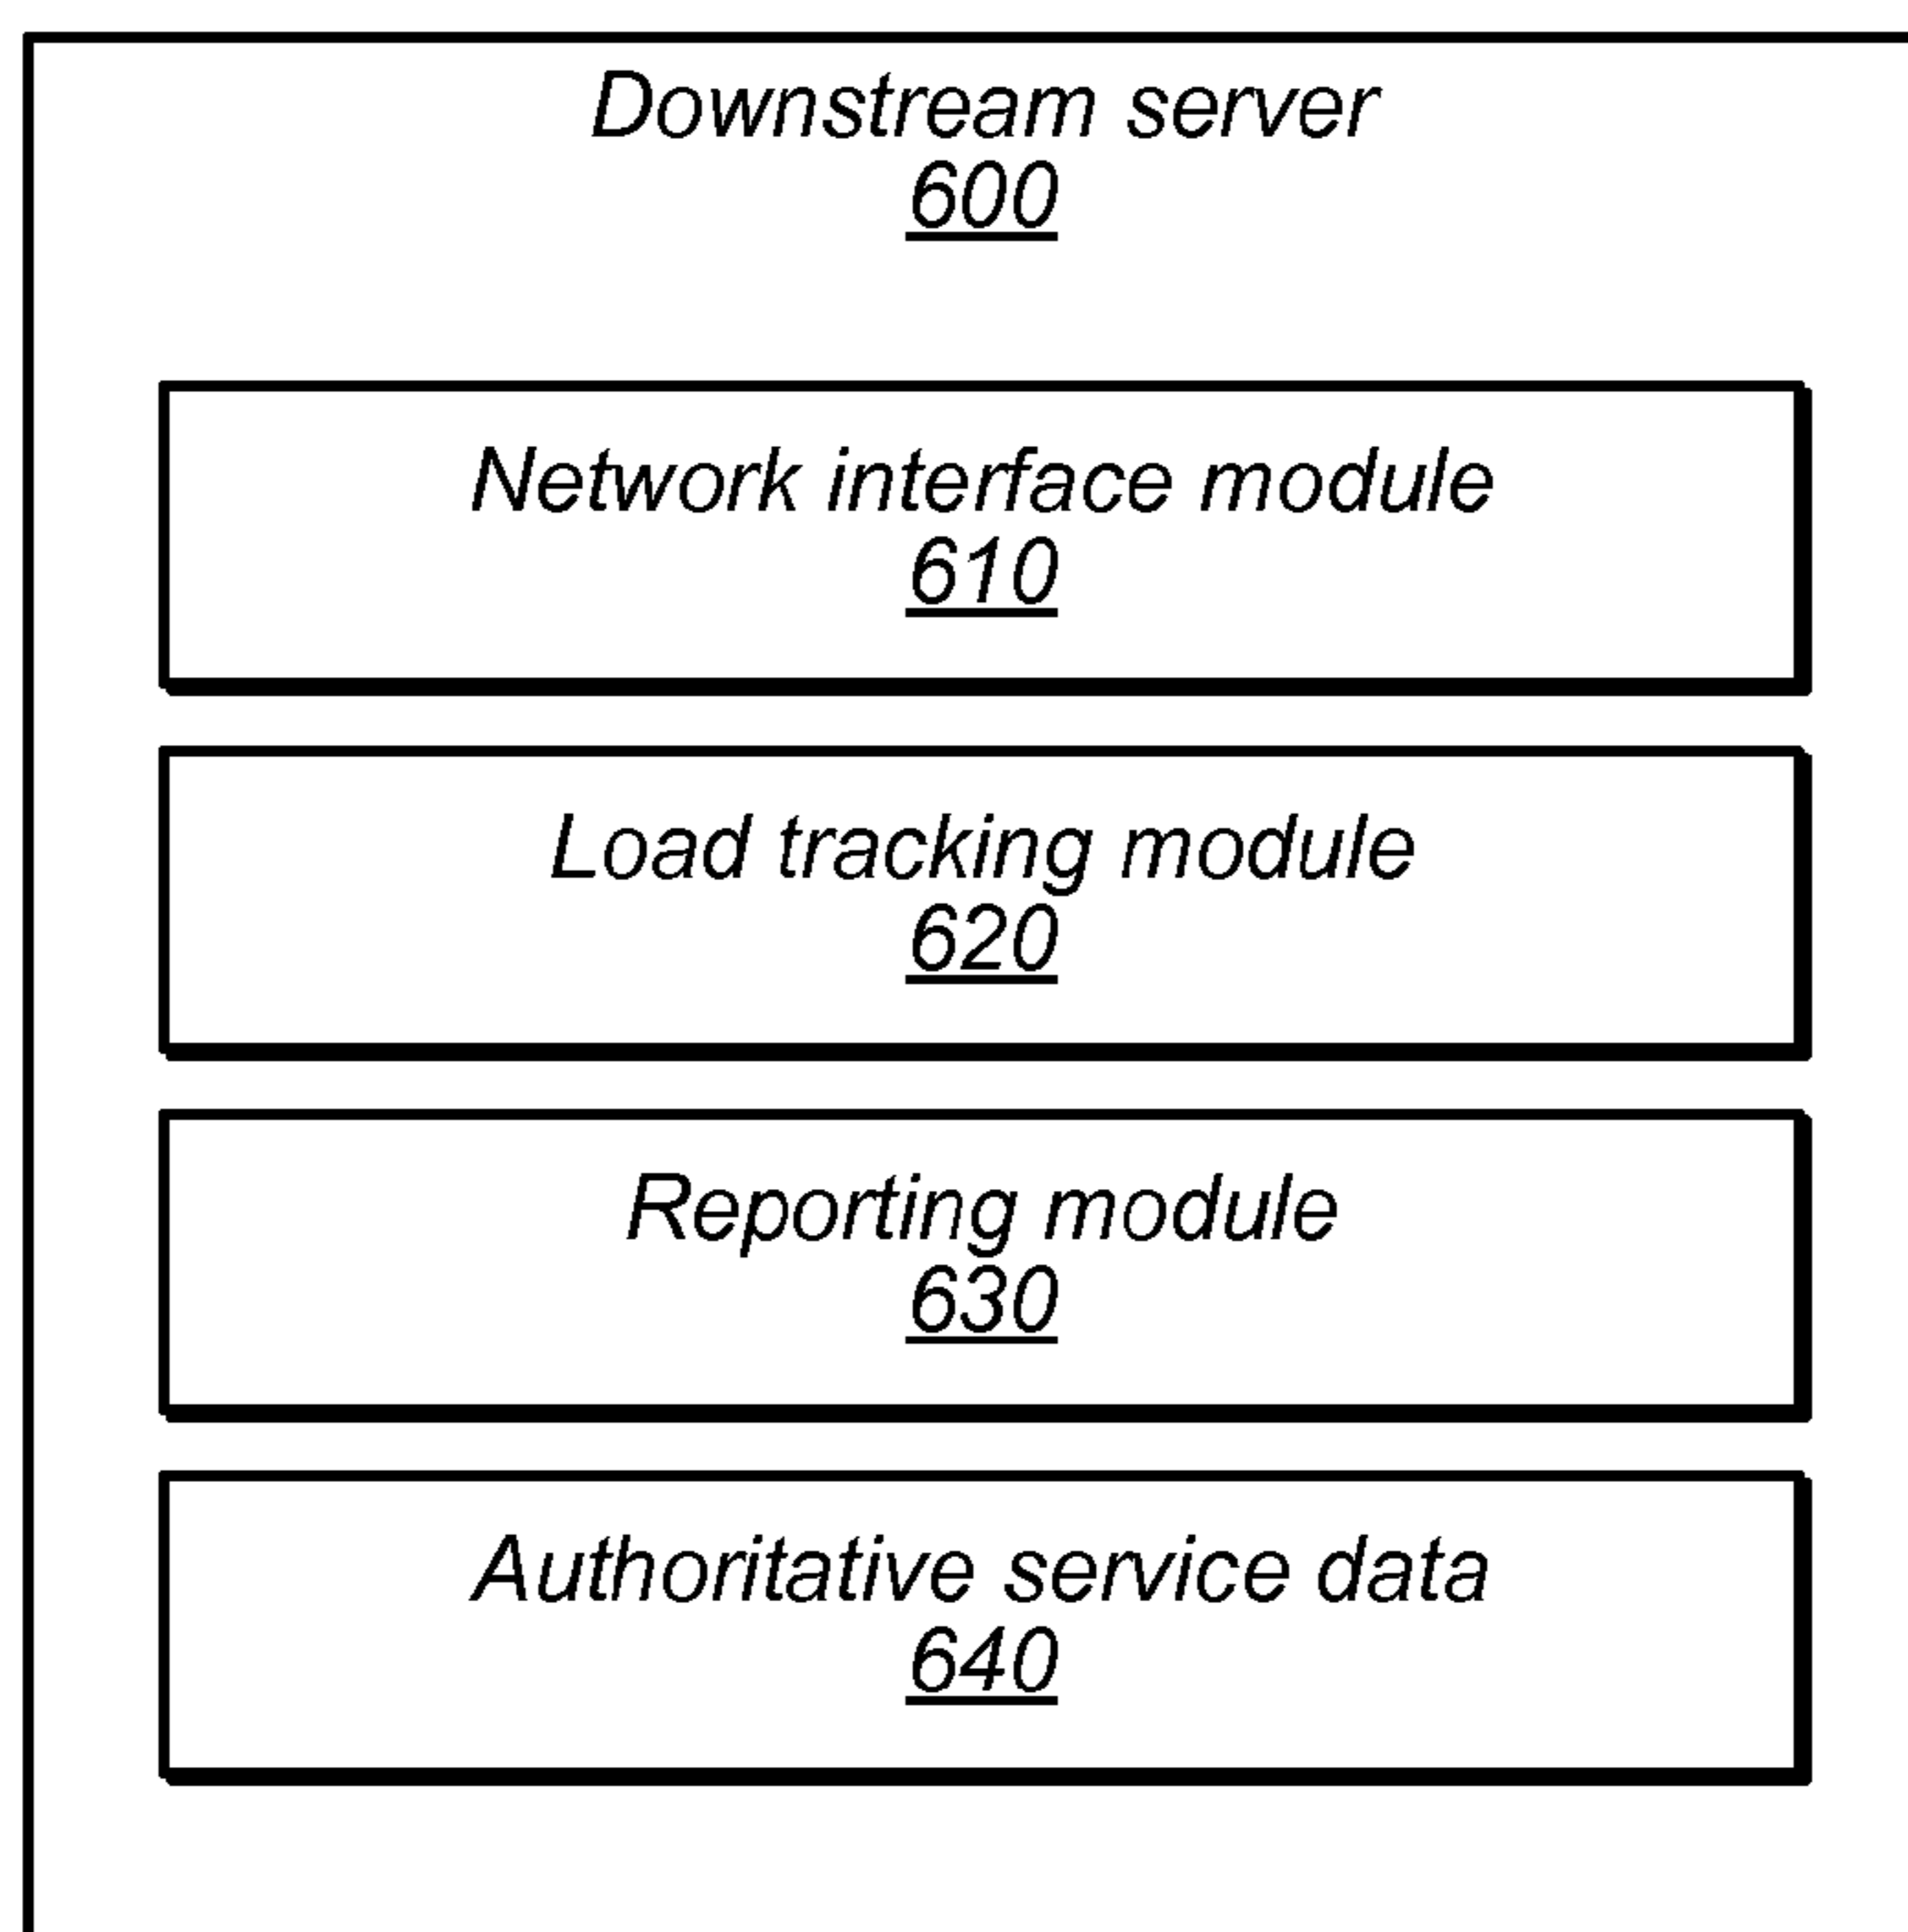 Downstream server
600
Network interface module
610
Load tracking module
620
Reporting module
630
Authoritative service data
640